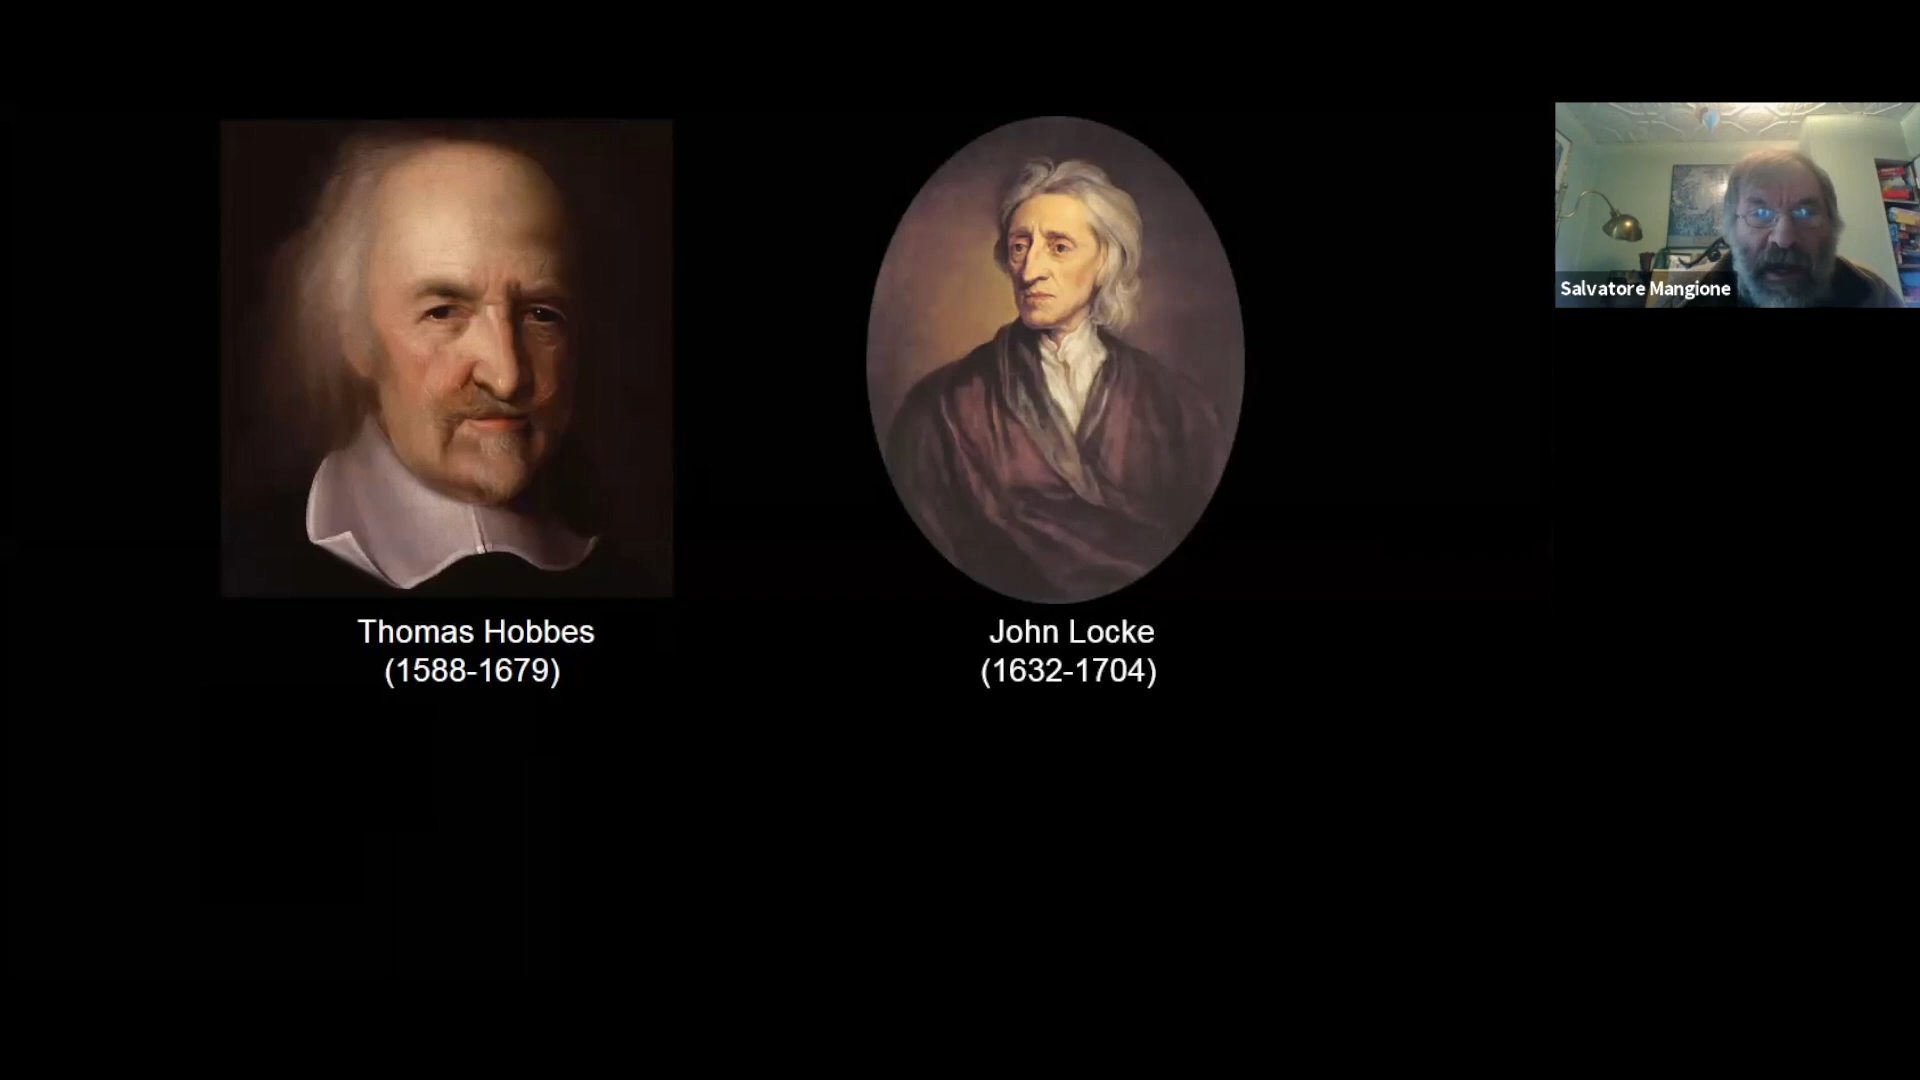 Salvatore Mangione
Thomas Hobbes
(1588-1679)
John Locke
(1632-1704)